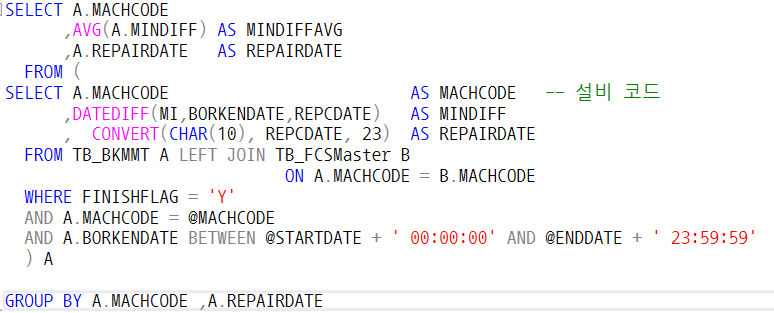 SELECT A.MACHCODE
,AVG(A.MINDIFF) AS MINDIFFAVG
,A.REPAIRDATE AS REPAIRDATE
FROM (
SELECT A.MACHCODE AS MACHCODE -- 설비 코드
,DATEDIFF(MI,BORKENDATE,REPCDATE) AS MINDIFF
, CONVERT(CHAR(10), REPCDATE, 23) AS REPAIRDATE
FROM TB_BKMMT A LEFT JOIN TB_FCSMaster B
ON A.MACHCODE = B.MACHCODE
WHERE FINISHFLAG = 'Y'
AND A.MACHCODE = @MACHCODE
AND A.BORKENDATE BETWEEN @STARTDATE + ' 00:00:00' AND @ENDDATE + ' 23:59:59'
) A
GROUP BY A.MACHCODE ,A.REPAIRDATE